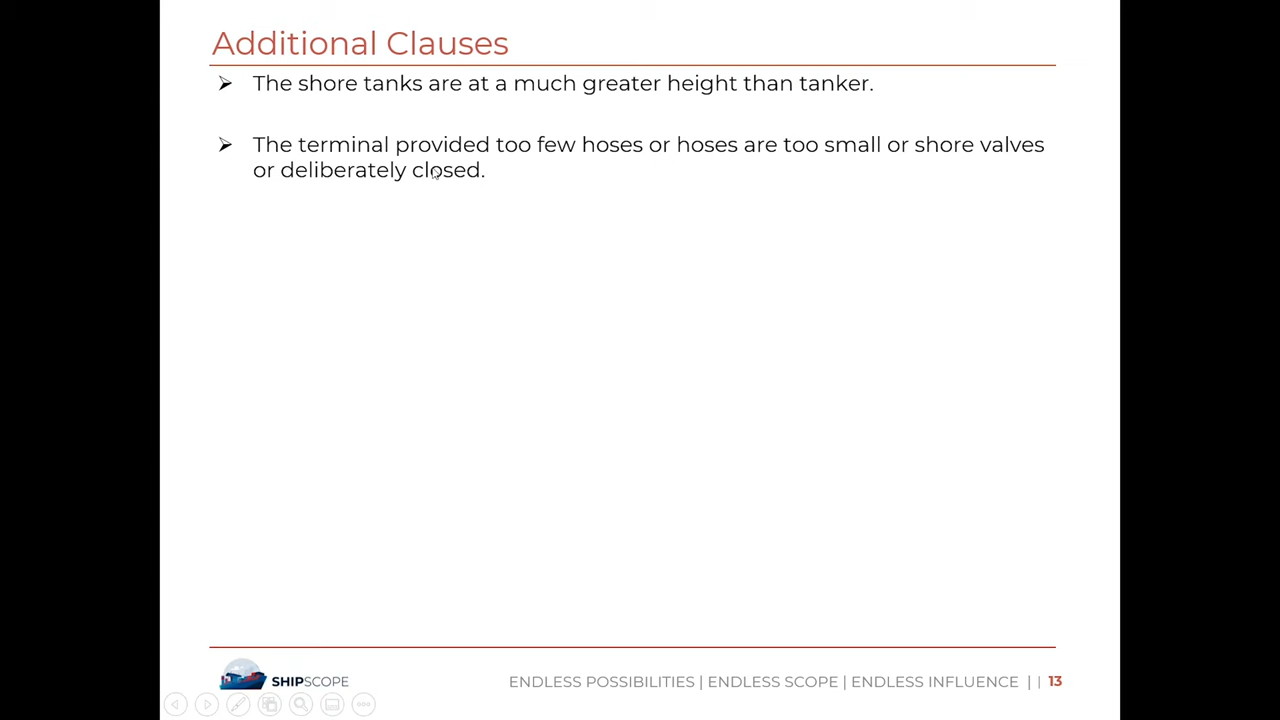 Additional Clauses
➢ The shore tanks are at a much greater height than tanker.
➢ The terminal provided too few hoses or hoses are too small or shore valves
or deliberately closed.
SHIPSCOPE
ENDLESS POSSIBILITIES | ENDLESS SCOPE | ENDLESS INFLUENCE | | 13